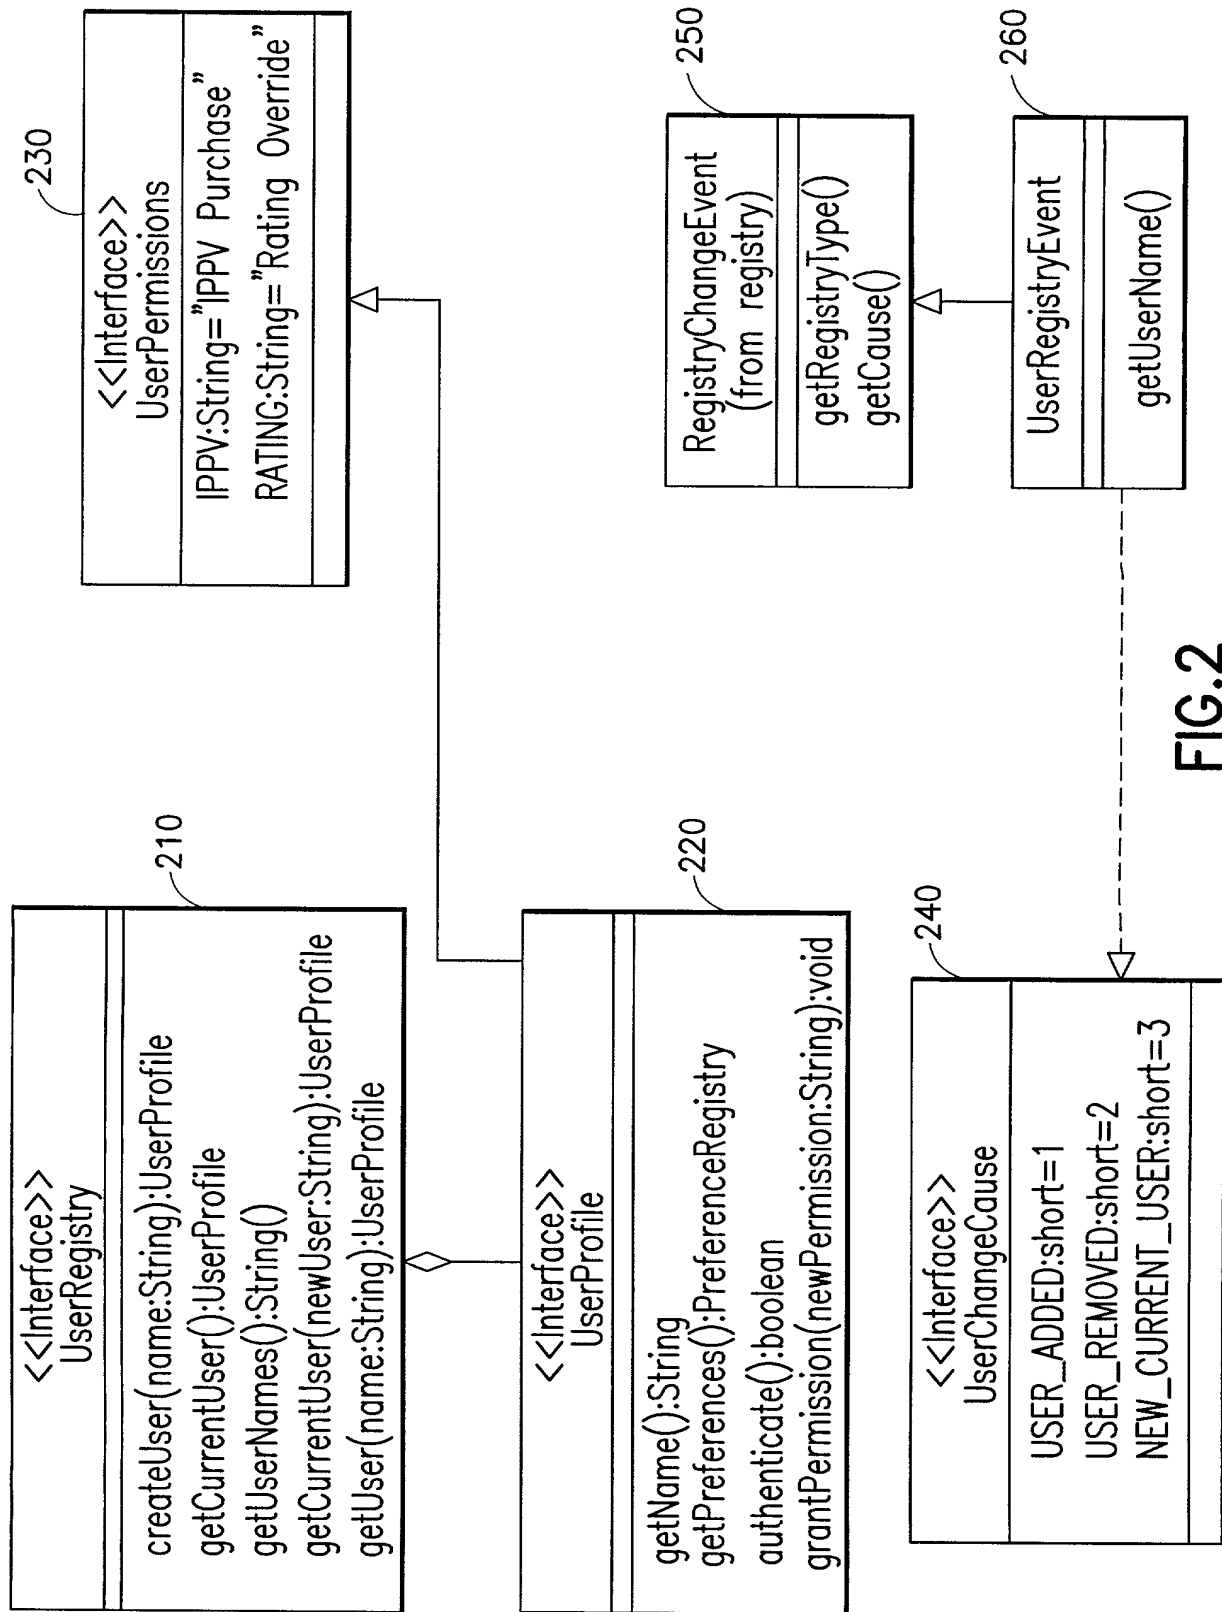 <<Interface>>
UserRegistry
createUser(name:String):UserProfile
getCurrentUser():UserProfile
getUserNames():String()
getCurrentUser(newUser:String):UserProfile
getUser(name:String):UserProfile
210
<<Interface>>
UserPermissions
IPPV:String="IPPV Purchase"
RATING:String="Rating Override"
230
<<Interface>>
UserProfile
getName():String
getPreferences():PreferenceRegistry
authenticate():boolean
grantPermission(newPermission:String):void
220
RegistryChangeEvent
(from registry)
getRegistryType()
getCause()
250
<<Interface>>
UserChangeCause
USER_ADDED:short=1
USER_REMOVED:short=2
NEW_CURRENT_USER:short=3
240
UserRegistryEvent
getUserName()
260
FIG.2